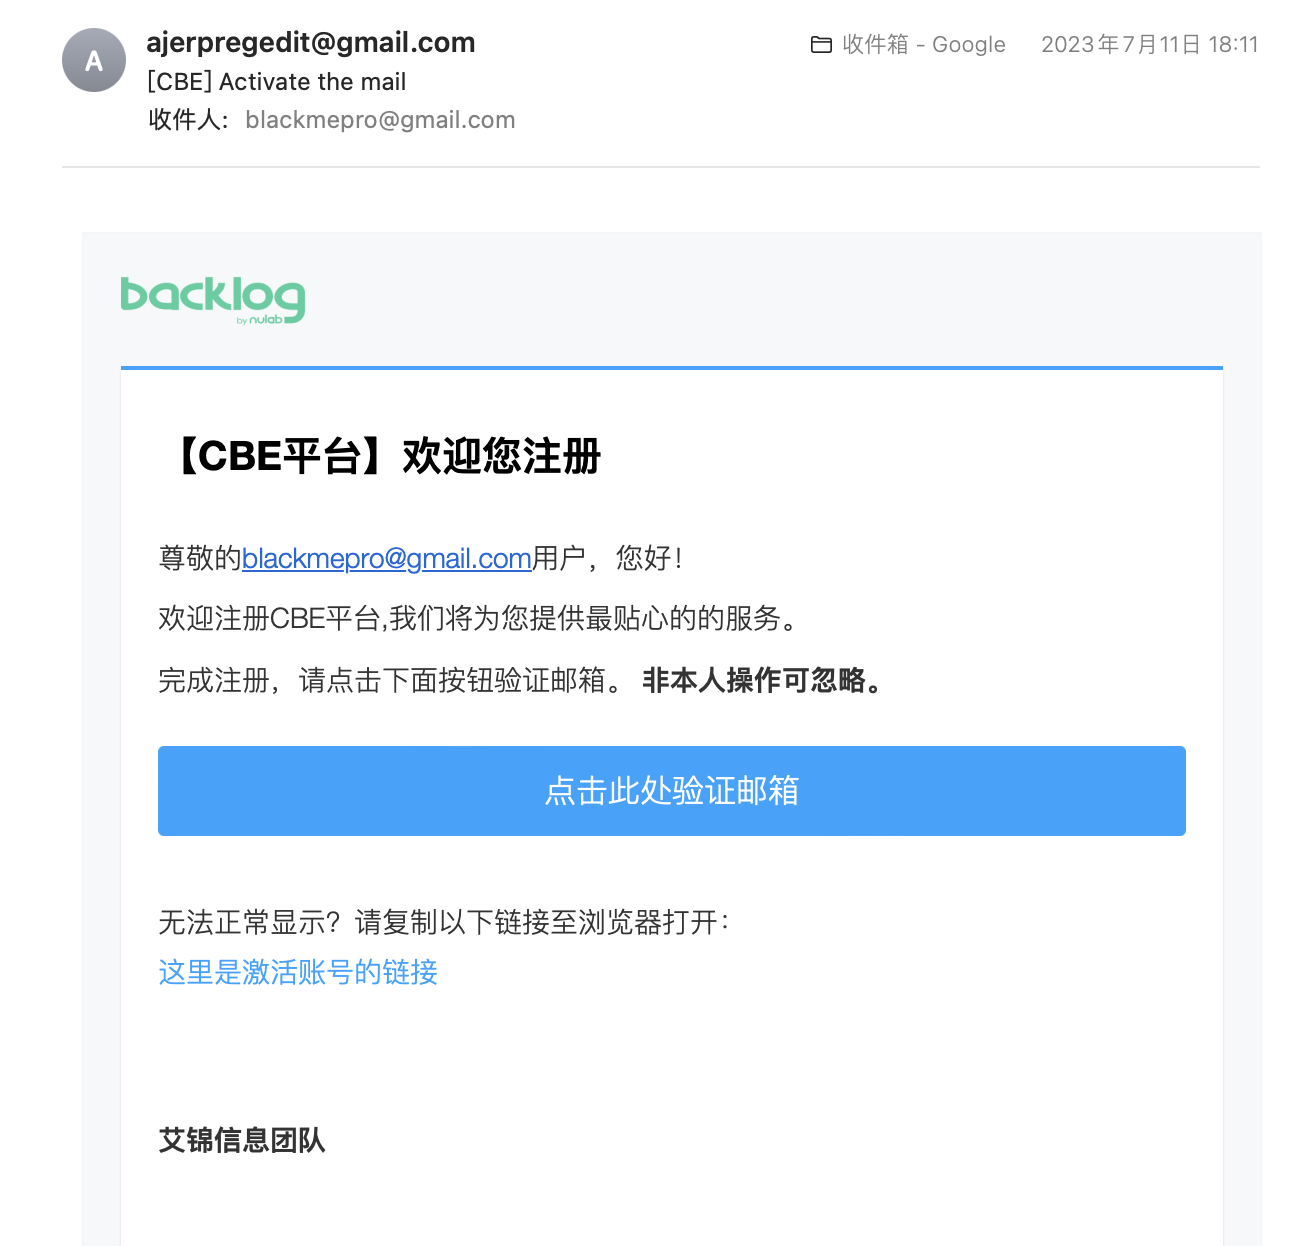 A
ajerpregedit@gmail.com
收件箱 - Google
2023年7月11日 18:11
[CBE] Activate the mail
收件人： blackmepro@gmail.com
backlog
by nulab
【CBE平台】欢迎您注册
尊敬的blackmepro@gmail.com用户，您好！
欢迎注册CBE平台,我们将为您提供最贴心的的服务。
完成注册，请点击下面按钮验证邮箱。 非本人操作可忽略。
点击此处验证邮箱
无法正常显示？请复制以下链接至浏览器打开：
这里是激活账号的链接
艾锦信息团队